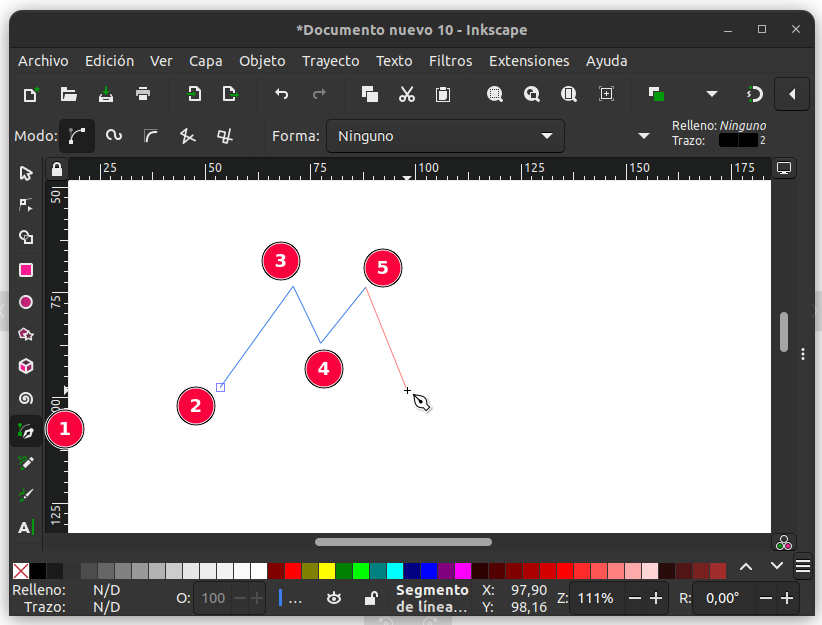 *Documento nuevo 10 - Inkscape
Archivo Edición Ver Capa Objeto Trayecto Texto Filtros Extensiones Ayuda
Modo: Forma: Ninguno Relleno: Ninguno
Trazo: 2
25 50 75 100 125 150 175
50
3
5
75
4
2
1
125
A
Relleno: N/D O: 100 ... Segmento X: 97,90 Z: 111% R: 0,00°
Trazo: N/D de línea... Y: 98,16